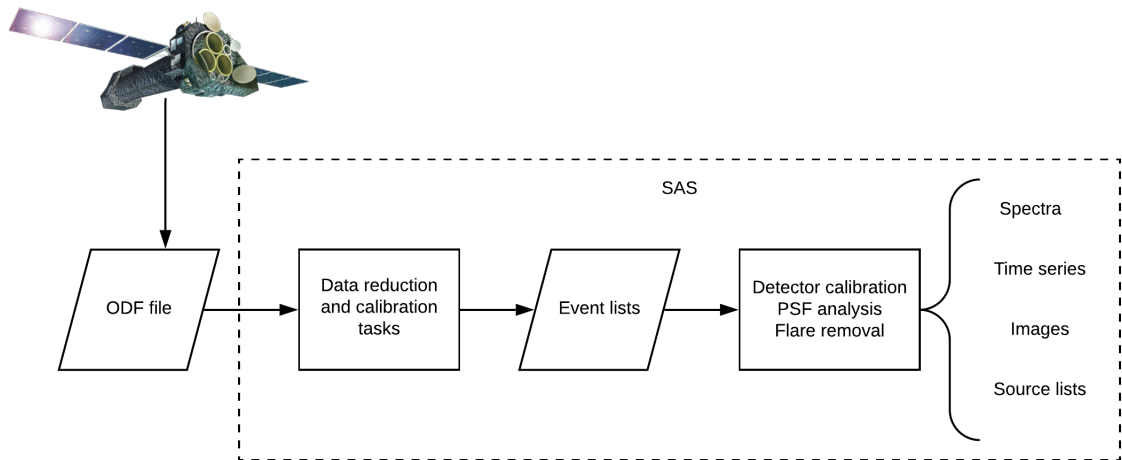 SAS
ODF file
Data reduction
and calibration
tasks
Event lists
Detector calibration
PSF analysis
Flare removal
Spectra
Time series
Images
Source lists